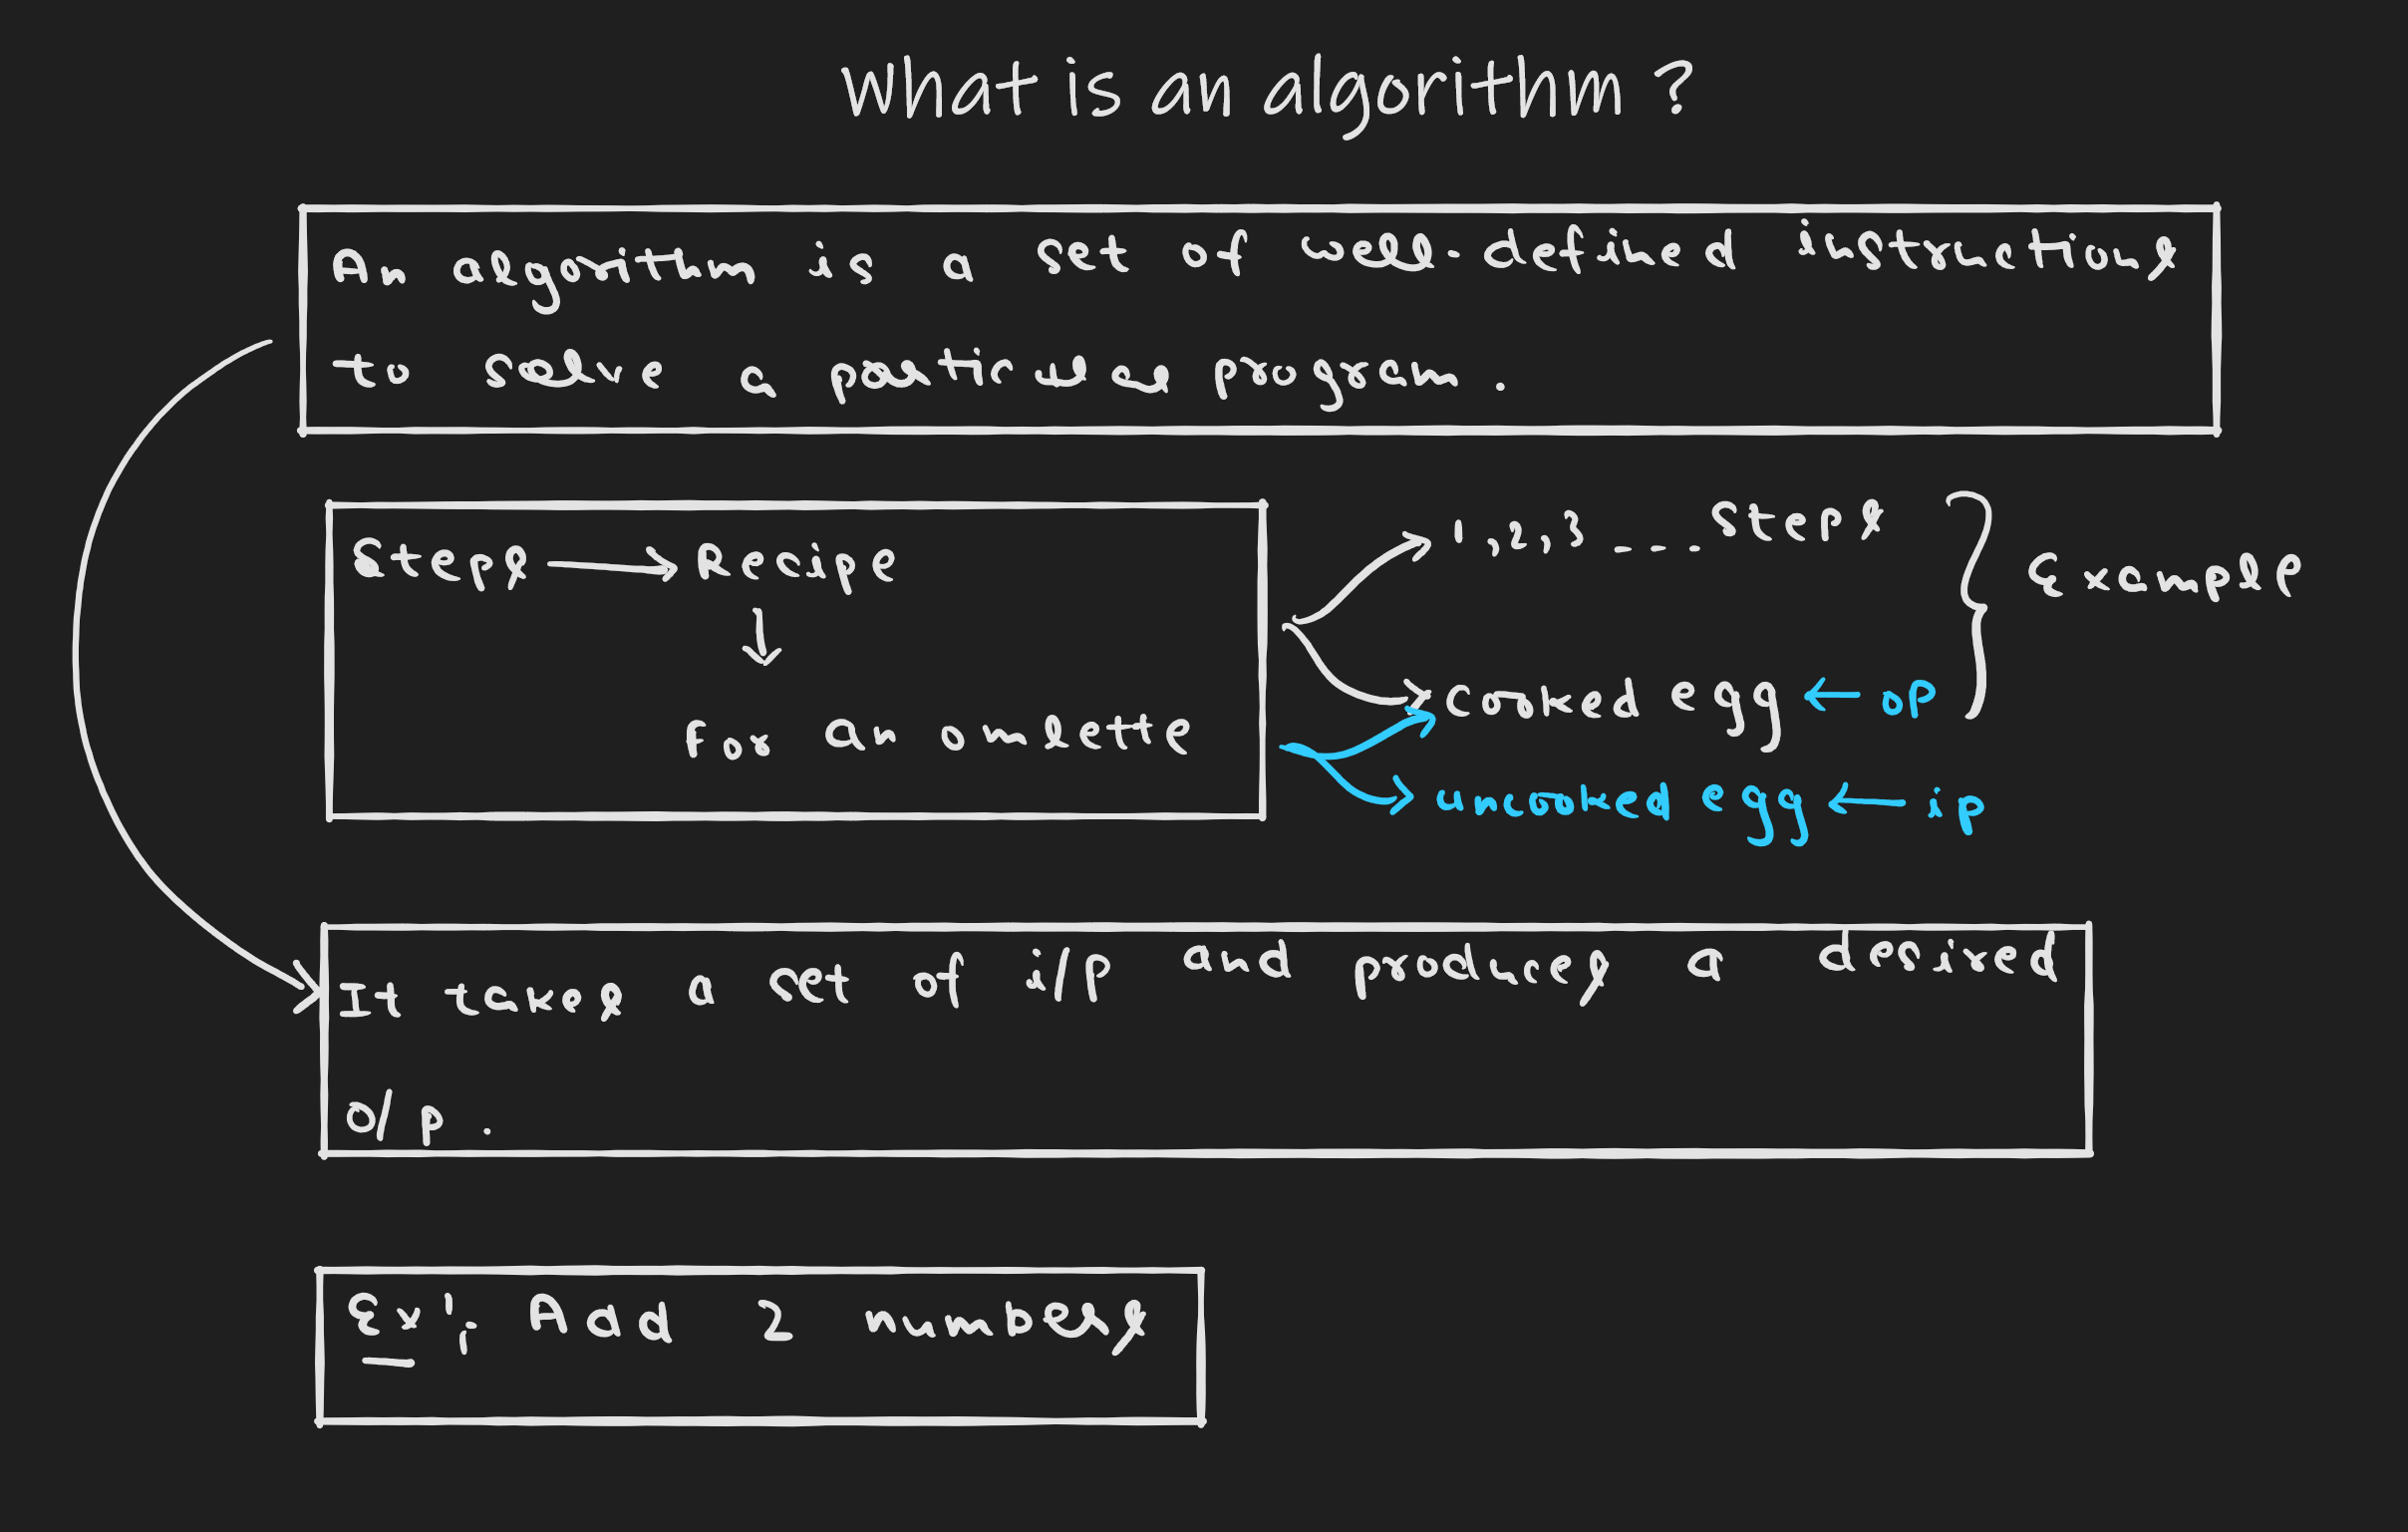 What is an algorithm ?
An algorithm is a set of well-defined instructions
to solve a particular program .
Steps → Recipe
↓
For an omlette
1,2,3 _ _ _ steps
Example
Cooked egg ← op
uncooked egg ← ip
It takes a set of i/p and produces a desired
O/p .
Ex: Add 2 numbers